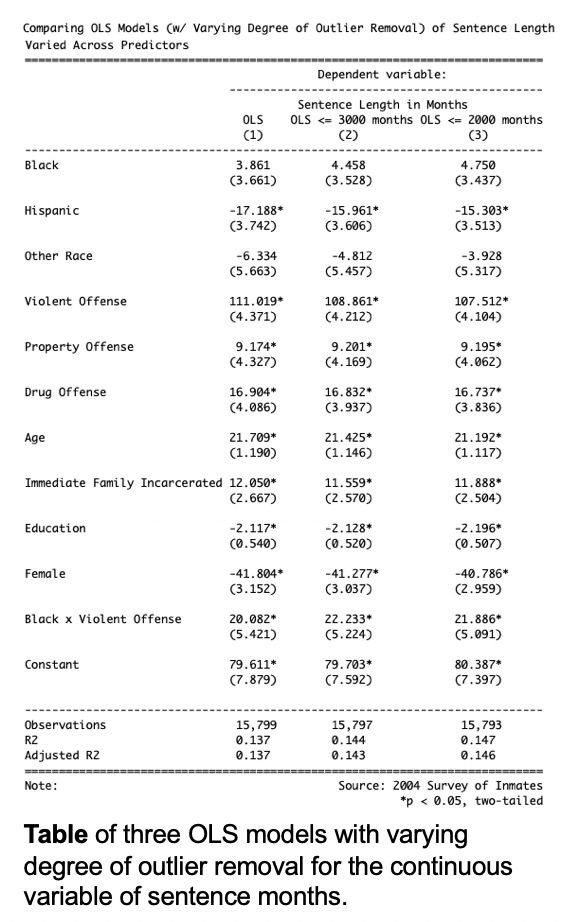 Comparing OLS Models (w/ Varying Degree of Outlier Removal) of Sentence Length
Varied Across Predictors
Dependent variable:
Sentence Length in Months
OLS OLS <= 3000 months OLS <= 2000 months
(1) (2) (3)
Black 3.861 4.458 4.750
(3.661) (3.528) (3.437)
Hispanic -17.188* -15.961* -15.303*
(3.742) (3.606) (3.513)
Other Race -6.334 -4.812 -3.928
(5.663) (5.457) (5.317)
Violent Offense 111.019* 108.861* 107.512*
(4.371) (4.212) (4.104)
Property Offense 9.174* 9.201* 9.195*
(4.327) (4.169) (4.062)
Drug Offense 16.904* 16.832* 16.737*
(4.086) (3.937) (3.836)
Age 21.709* 21.425* 21.192*
(1.190) (1.146) (1.117)
Immediate Family Incarcerated 12.050* 11.559* 11.888*
(2.667) (2.570) (2.504)
Education -2.117* -2.128* -2.196*
(0.540) (0.520) (0.507)
Female -41.804* -41.277* -40.786*
(3.152) (3.037) (2.959)
Black x Violent Offense 20.082* 22.233* 21.886*
(5.421) (5.224) (5.091)
Constant 79.611* 79.703* 80.387*
(7.879) (7.592) (7.397)
Observations 15,799 15,797 15,793
R2 0.137 0.144 0.147
Adjusted R2 0.137 0.143 0.146
Note: Source: 2004 Survey of Inmates
*p < 0.05, two-tailed
Table of three OLS models with varying
degree of outlier removal for the continuous
variable of sentence months.